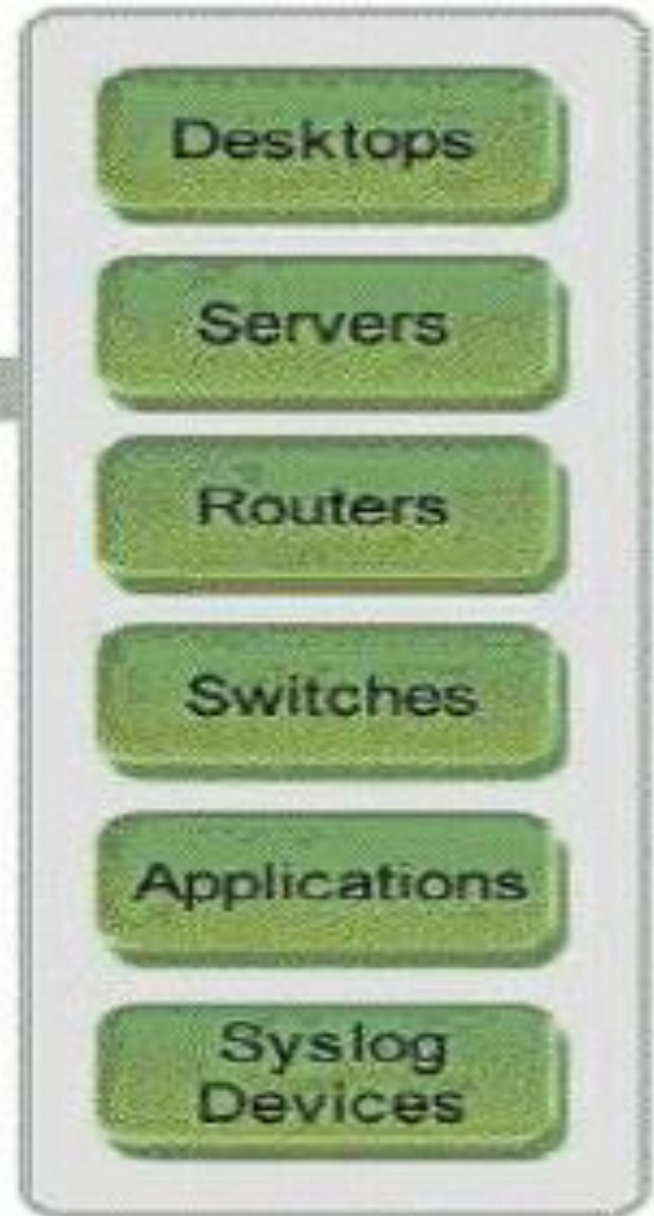 Desktops
Servers
Routers
Switches
Applications
Syslog
Devices